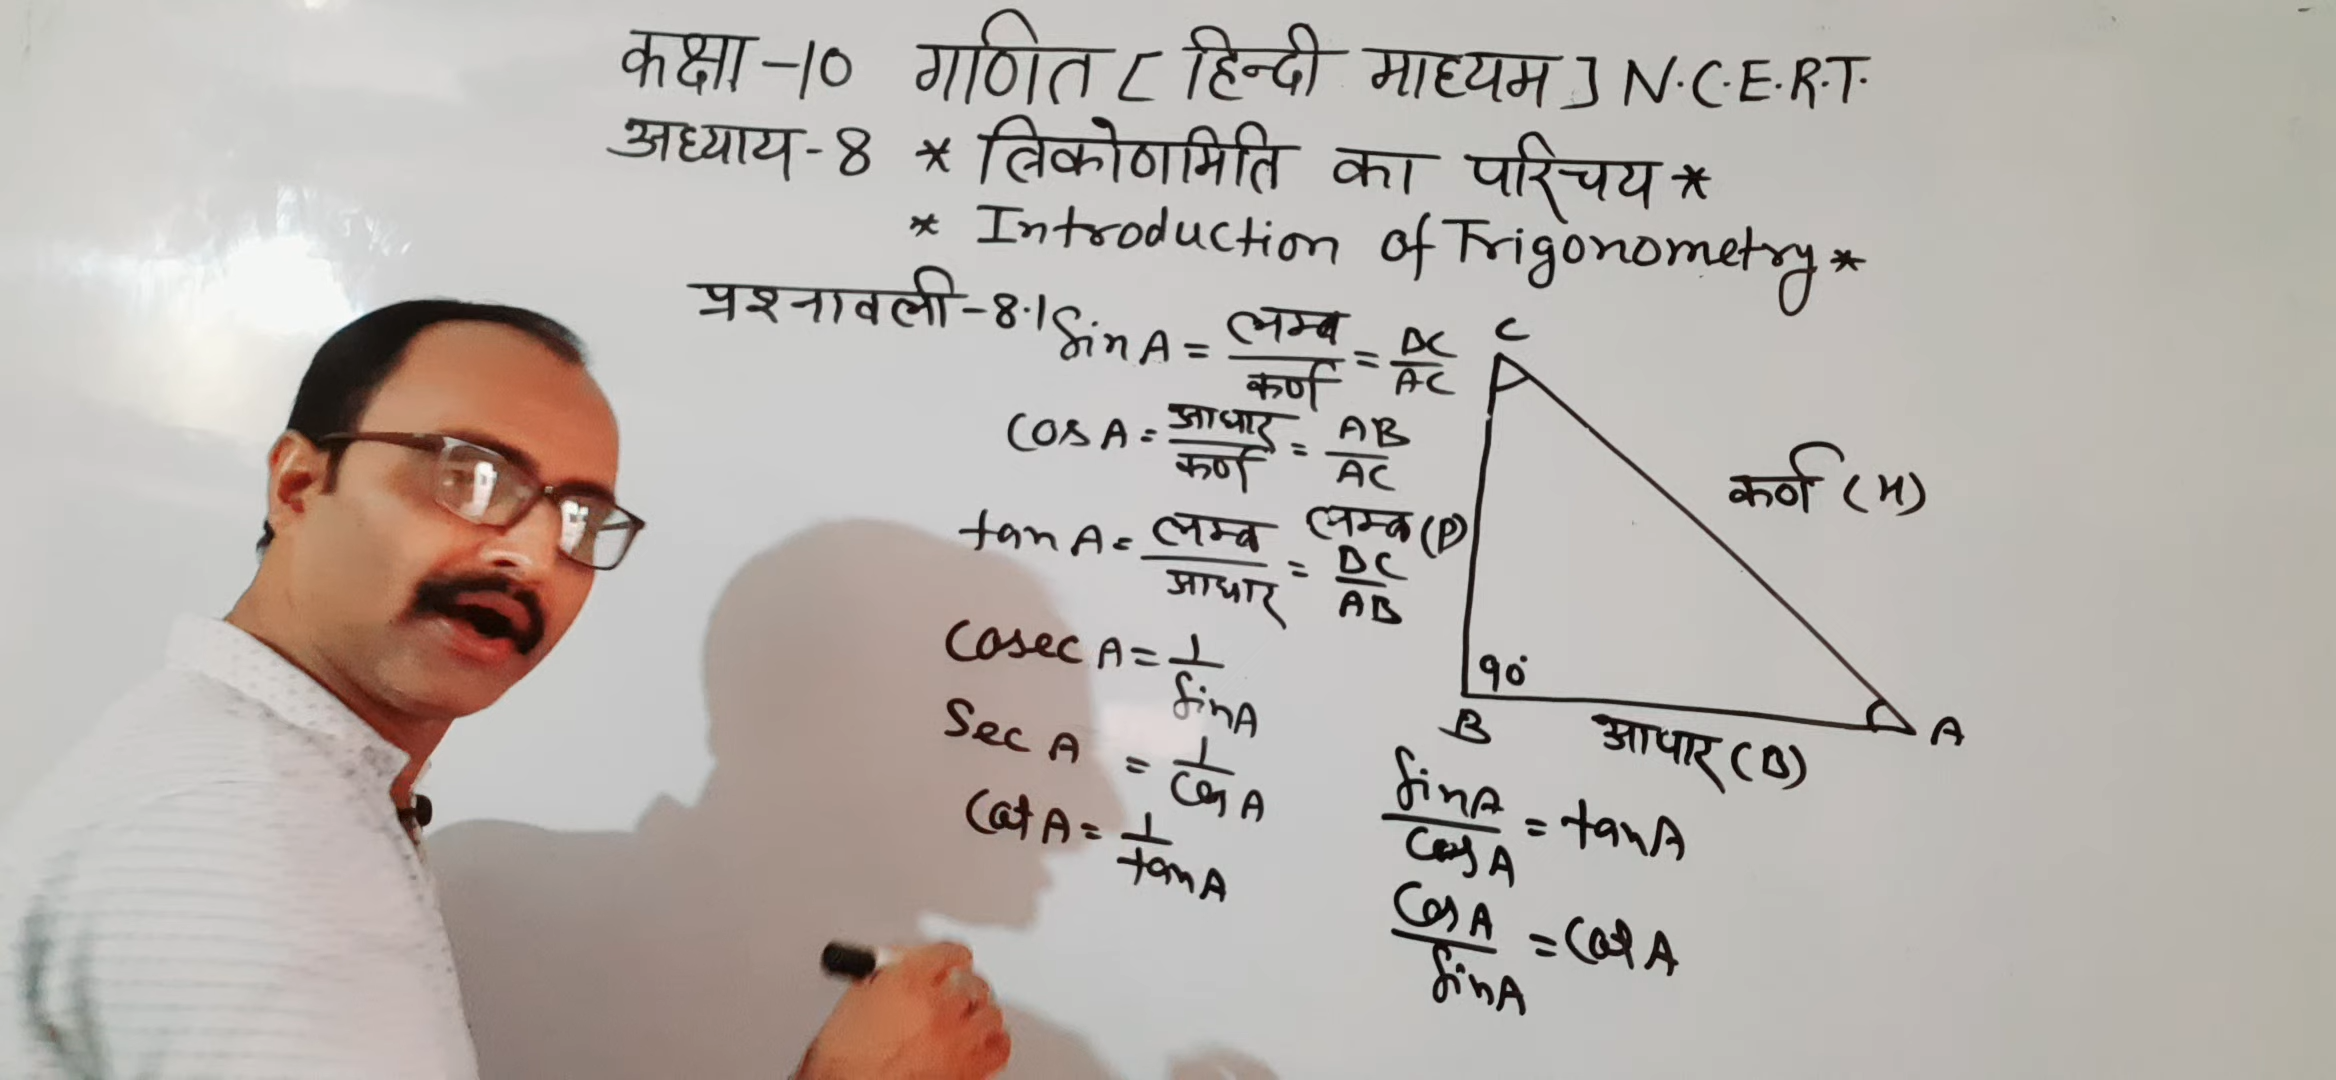 कक्षा -10 गणित [ हिन्दी माध्यम ] N.C.E.R.T.
अध्याय-8 * त्रिकोणमिति का परिचय *
* Introduction of Trigonometry *
प्रश्नावली-8.1
Sin A = लम्ब / कर्ण = BC / AC
Cos A = आधार / कर्ण = AB / AC
tan A = लम्ब / आधार = BC / AB
Cosec A = 1 / Sin A
Sec A = 1 / Cos A
Cot A = 1 / tan A
C
कर्ण (H)
लम्ब (P)
90°
B
A
आधार (B)
Sin A / Cos A = tan A
Cos A / Sin A = Cot A